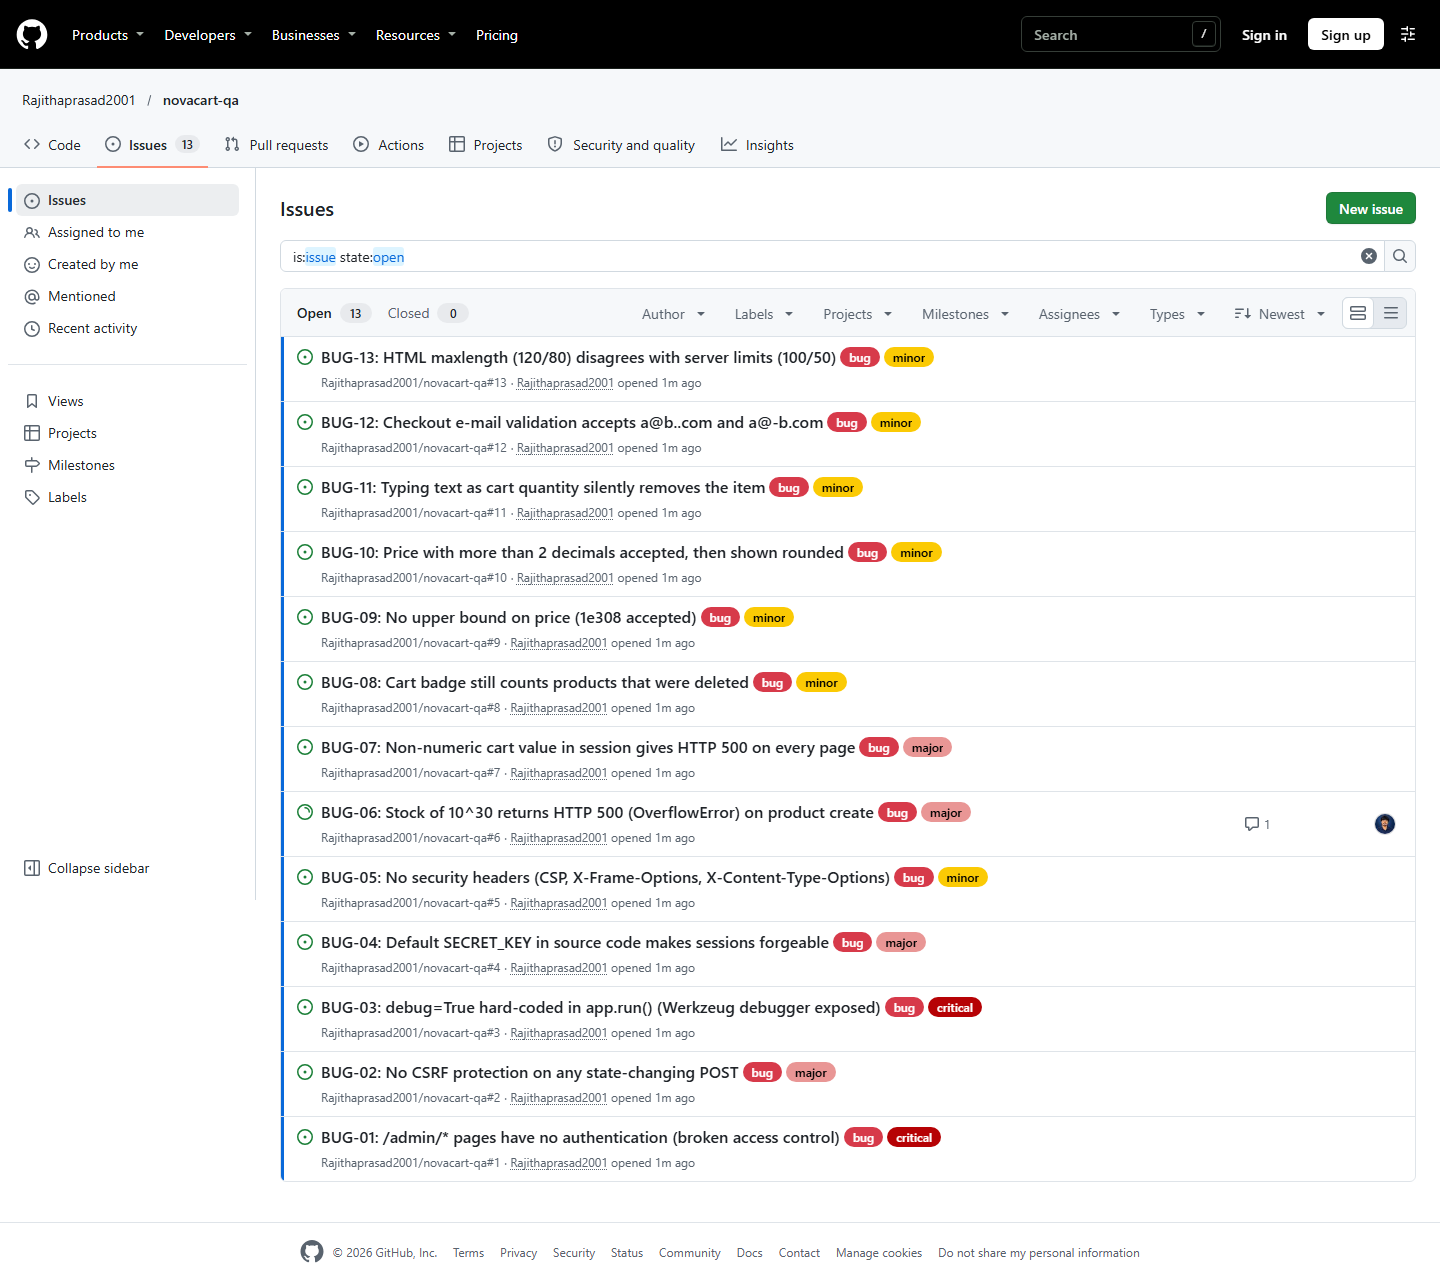 Products Developers Businesses Resources Pricing Search / Sign in Sign up
Rajithaprasad2001 / novacart-qa
Code Issues 13 Pull requests Actions Projects Security and quality Insights
Issues
Assigned to me
Created by me
Mentioned
Recent activity
Views
Projects
Milestones
Labels
Collapse sidebar
Issues New issue
is:issue state:open
Open 13 Closed 0 Author Labels Projects Milestones Assignees Types Newest
BUG-13: HTML maxlength (120/80) disagrees with server limits (100/50) bug minor
Rajithaprasad2001/novacart-qa#13 · Rajithaprasad2001 opened 1m ago
BUG-12: Checkout e-mail validation accepts a@b..com and a@-b.com bug minor
Rajithaprasad2001/novacart-qa#12 · Rajithaprasad2001 opened 1m ago
BUG-11: Typing text as cart quantity silently removes the item bug minor
Rajithaprasad2001/novacart-qa#11 · Rajithaprasad2001 opened 1m ago
BUG-10: Price with more than 2 decimals accepted, then shown rounded bug minor
Rajithaprasad2001/novacart-qa#10 · Rajithaprasad2001 opened 1m ago
BUG-09: No upper bound on price (1e308 accepted) bug minor
Rajithaprasad2001/novacart-qa#9 · Rajithaprasad2001 opened 1m ago
BUG-08: Cart badge still counts products that were deleted bug minor
Rajithaprasad2001/novacart-qa#8 · Rajithaprasad2001 opened 1m ago
BUG-07: Non-numeric cart value in session gives HTTP 500 on every page bug major
Rajithaprasad2001/novacart-qa#7 · Rajithaprasad2001 opened 1m ago
BUG-06: Stock of 10^30 returns HTTP 500 (OverflowError) on product create bug major 1
Rajithaprasad2001/novacart-qa#6 · Rajithaprasad2001 opened 1m ago
BUG-05: No security headers (CSP, X-Frame-Options, X-Content-Type-Options) bug minor
Rajithaprasad2001/novacart-qa#5 · Rajithaprasad2001 opened 1m ago
BUG-04: Default SECRET_KEY in source code makes sessions forgeable bug major
Rajithaprasad2001/novacart-qa#4 · Rajithaprasad2001 opened 1m ago
BUG-03: debug=True hard-coded in app.run() (Werkzeug debugger exposed) bug critical
Rajithaprasad2001/novacart-qa#3 · Rajithaprasad2001 opened 1m ago
BUG-02: No CSRF protection on any state-changing POST bug major
Rajithaprasad2001/novacart-qa#2 · Rajithaprasad2001 opened 1m ago
BUG-01: /admin/* pages have no authentication (broken access control) bug critical
Rajithaprasad2001/novacart-qa#1 · Rajithaprasad2001 opened 1m ago
© 2026 GitHub, Inc. Terms Privacy Security Status Community Docs Contact Manage cookies Do not share my personal information